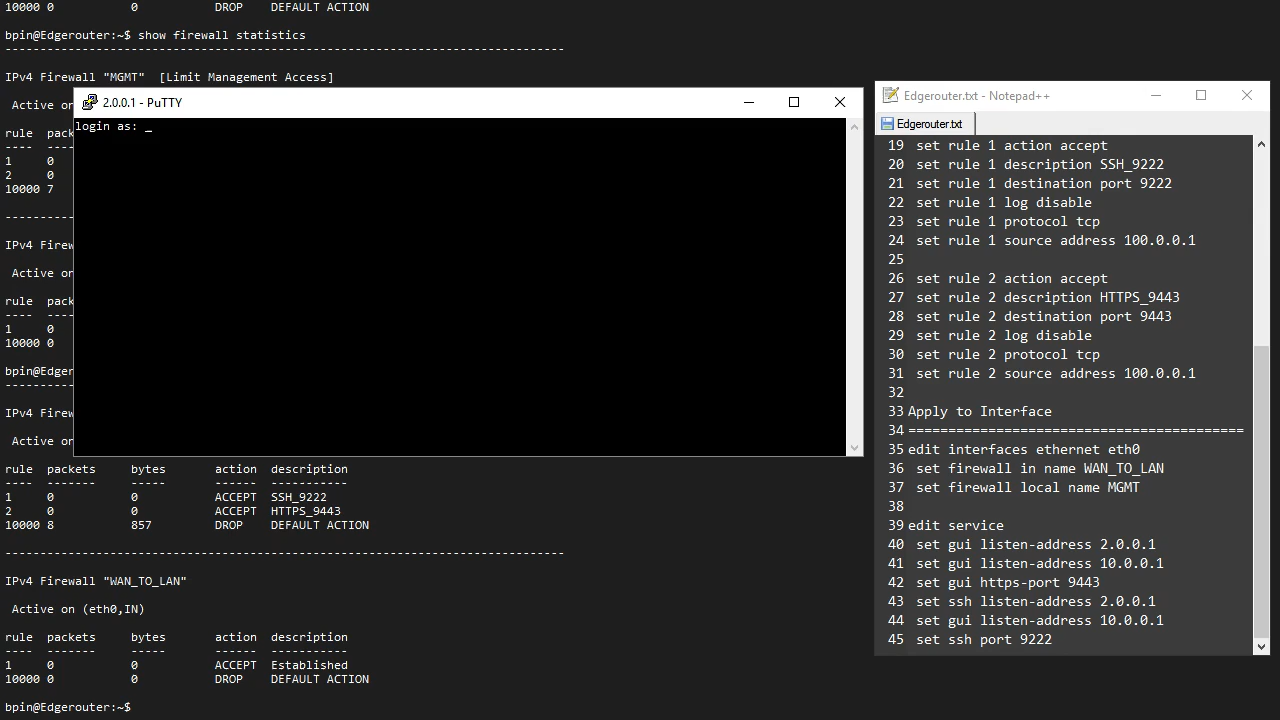 10000 0           0           DROP    DEFAULT ACTION
bpin@Edgerouter:~$ show firewall statistics
--------------------------------------------------------------------------------
IPv4 Firewall "MGMT"  [Limit Management Access]
Active on
rule  pack
----  ----
1     0
2     0
10000 7
----------
IPv4 Firew
Active on
rule  pack
----  ----
1     0
10000 0
bpin@Edger
----------
IPv4 Firew
Active on
rule  packets     bytes       action  description
----  -------     -----       ------  -----------
1     0           0           ACCEPT  SSH_9222
2     0           0           ACCEPT  HTTPS_9443
10000 8           857         DROP    DEFAULT ACTION
--------------------------------------------------------------------------------
IPv4 Firewall "WAN_TO_LAN"
Active on (eth0,IN)
rule  packets     bytes       action  description
----  -------     -----       ------  -----------
1     0           0           ACCEPT  Established
10000 0           0           DROP    DEFAULT ACTION
bpin@Edgerouter:~$
2.0.0.1 - PuTTY
login as: _
Edgerouter.txt - Notepad++
Edgerouter.txt
19 set rule 1 action accept
20 set rule 1 description SSH_9222
21 set rule 1 destination port 9222
22 set rule 1 log disable
23 set rule 1 protocol tcp
24 set rule 1 source address 100.0.0.1
25
26 set rule 2 action accept
27 set rule 2 description HTTPS_9443
28 set rule 2 destination port 9443
29 set rule 2 log disable
30 set rule 2 protocol tcp
31 set rule 2 source address 100.0.0.1
32
33 Apply to Interface
34 ==========================================
35 edit interfaces ethernet eth0
36 set firewall in name WAN_TO_LAN
37 set firewall local name MGMT
38
39 edit service
40 set gui listen-address 2.0.0.1
41 set gui listen-address 10.0.0.1
42 set gui https-port 9443
43 set ssh listen-address 2.0.0.1
44 set gui listen-address 10.0.0.1
45 set ssh port 9222